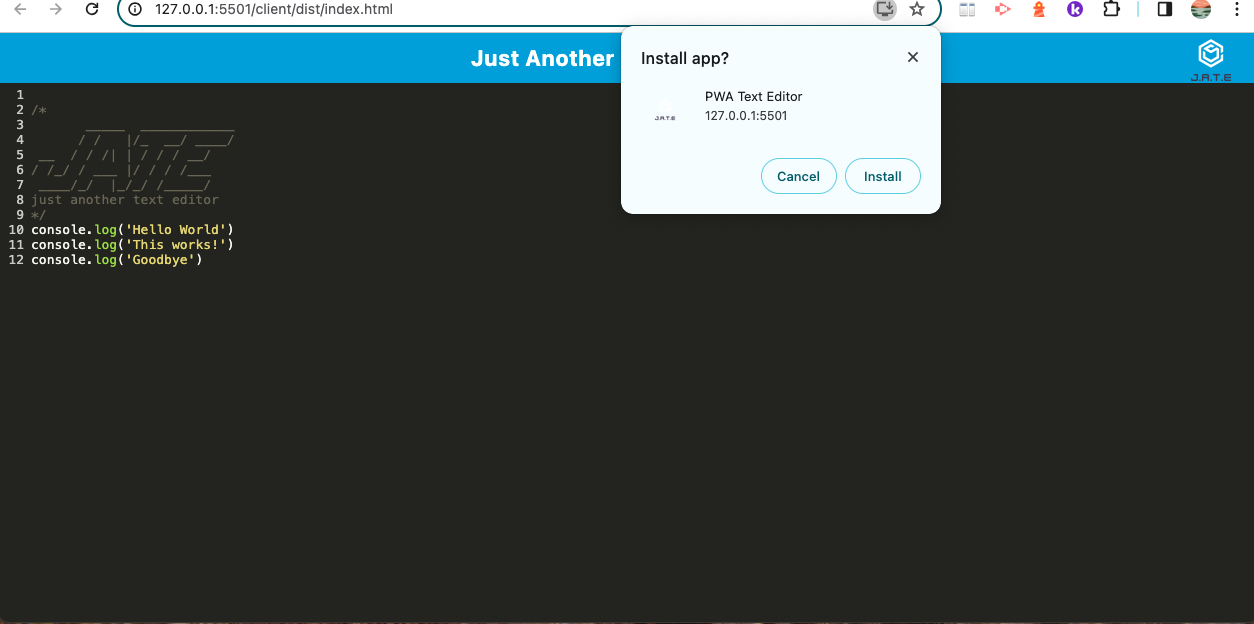 127.0.0.1:5501/client/dist/index.html
Just Another
J.A.T.E
Install app?
PWA Text Editor
127.0.0.1:5501
J.A.T.E
Cancel
Install
1
2 /*
3        _____  ____________
4       / /   |/_  __/ ____/
5  __  / / /| | / / / __/
6 / /_/ / ___ |/ / / /___
7  ____/_/  |_/_/ /_____/
8 just another text editor
9 */
10 console.log('Hello World')
11 console.log('This works!')
12 console.log('Goodbye')